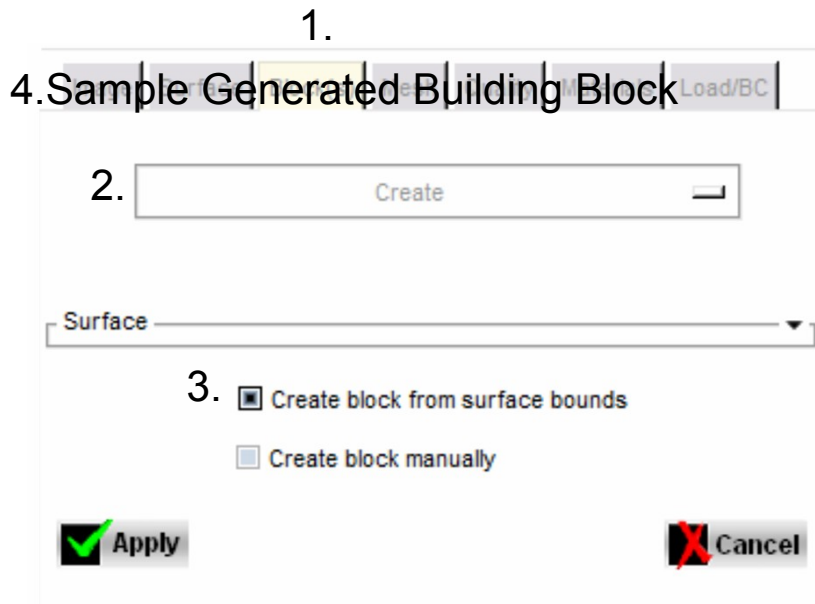 1.
4.Sample Generated Building Block
Load/BC
2.
Create
Surface
3.
Create block from surface bounds
Create block manually
Apply
Cancel